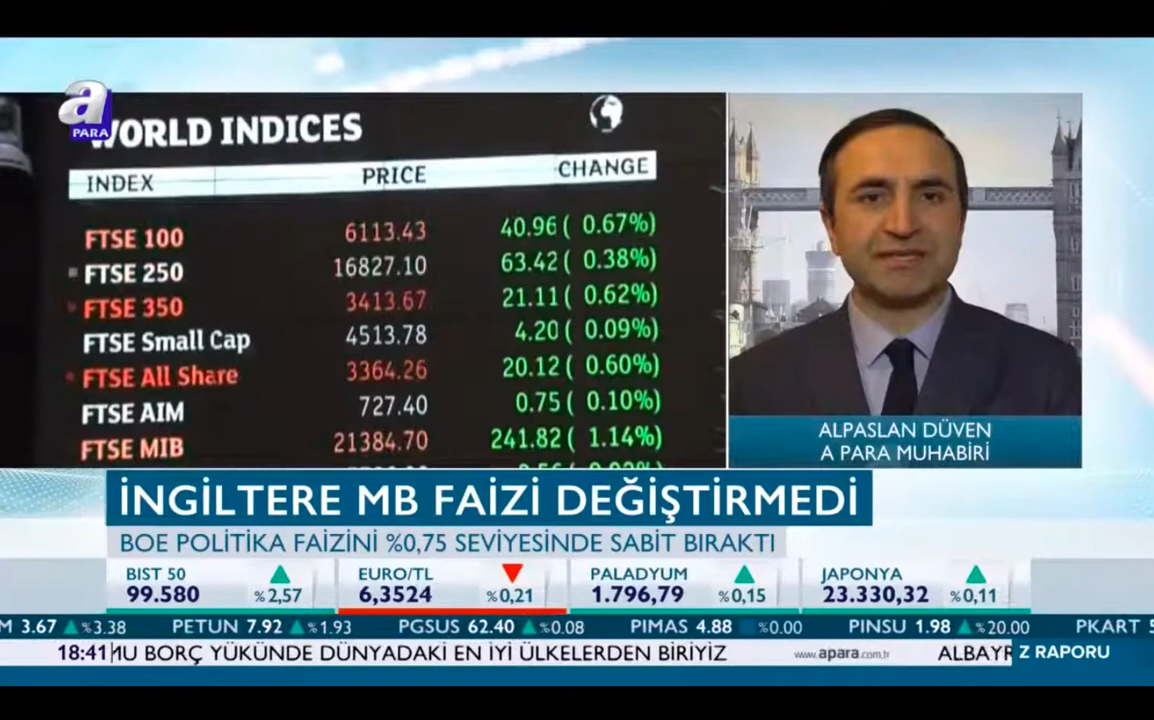 a
PARA
WORLD INDICES
INDEX PRICE CHANGE
FTSE 100 6113.43 40.96 ( 0.67%)
FTSE 250 16827.10 63.42 ( 0.38%)
FTSE 350 3413.67 21.11 ( 0.62%)
FTSE Small Cap 4513.78 4.20 ( 0.09%)
FTSE All Share 3364.26 20.12 ( 0.60%)
FTSE AIM 727.40 0.75 ( 0.10%)
FTSE MIB 21384.70 241.82 ( 1.14%)
ALPASLAN DÜVEN
A PARA MUHABİRİ
İNGİLTERE MB FAİZİ DEĞİŞTİRMEDİ
BOE POLİTİKA FAİZİNİ %0,75 SEVİYESİNDE SABİT BIRAKTI
BIST 50 EURO/TL PALADYUM JAPONYA
99.580 %2,57 6,3524 %0,21 1.796,79 %0,15 23.330,32 %0,11
M 3.67 %3.38 PETUN 7.92 %1.93 PGSUS 62.40 %0.08 PIMAS 4.88 %0.00 PINSU 1.98 %20.00 PKART 5
18:41 MU BORÇ YÜKÜNDE DÜNYADAKİ EN İYİ ÜLKELERDEN BİRİYİZ www.apara.com.tr ALBAYR Z RAPORU